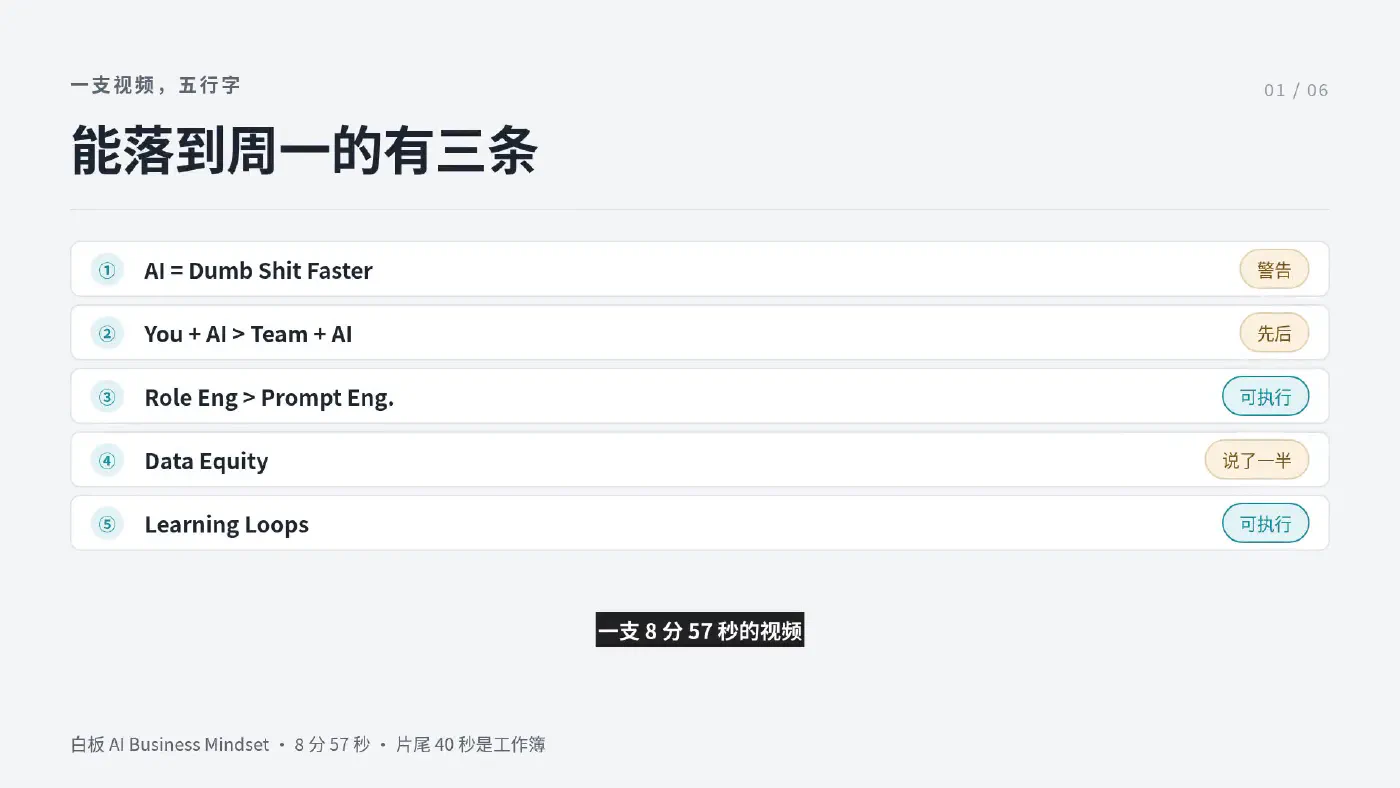 一支视频，五行字
01 / 06
能落到周一的有三条
① AI = Dumb Shit Faster 警告
② You + AI > Team + AI 先后
③ Role Eng > Prompt Eng. 可执行
④ Data Equity 说了一半
⑤ Learning Loops 可执行
一支 8 分 57 秒的视频
白板 AI Business Mindset · 8 分 57 秒 · 片尾 40 秒是工作簿